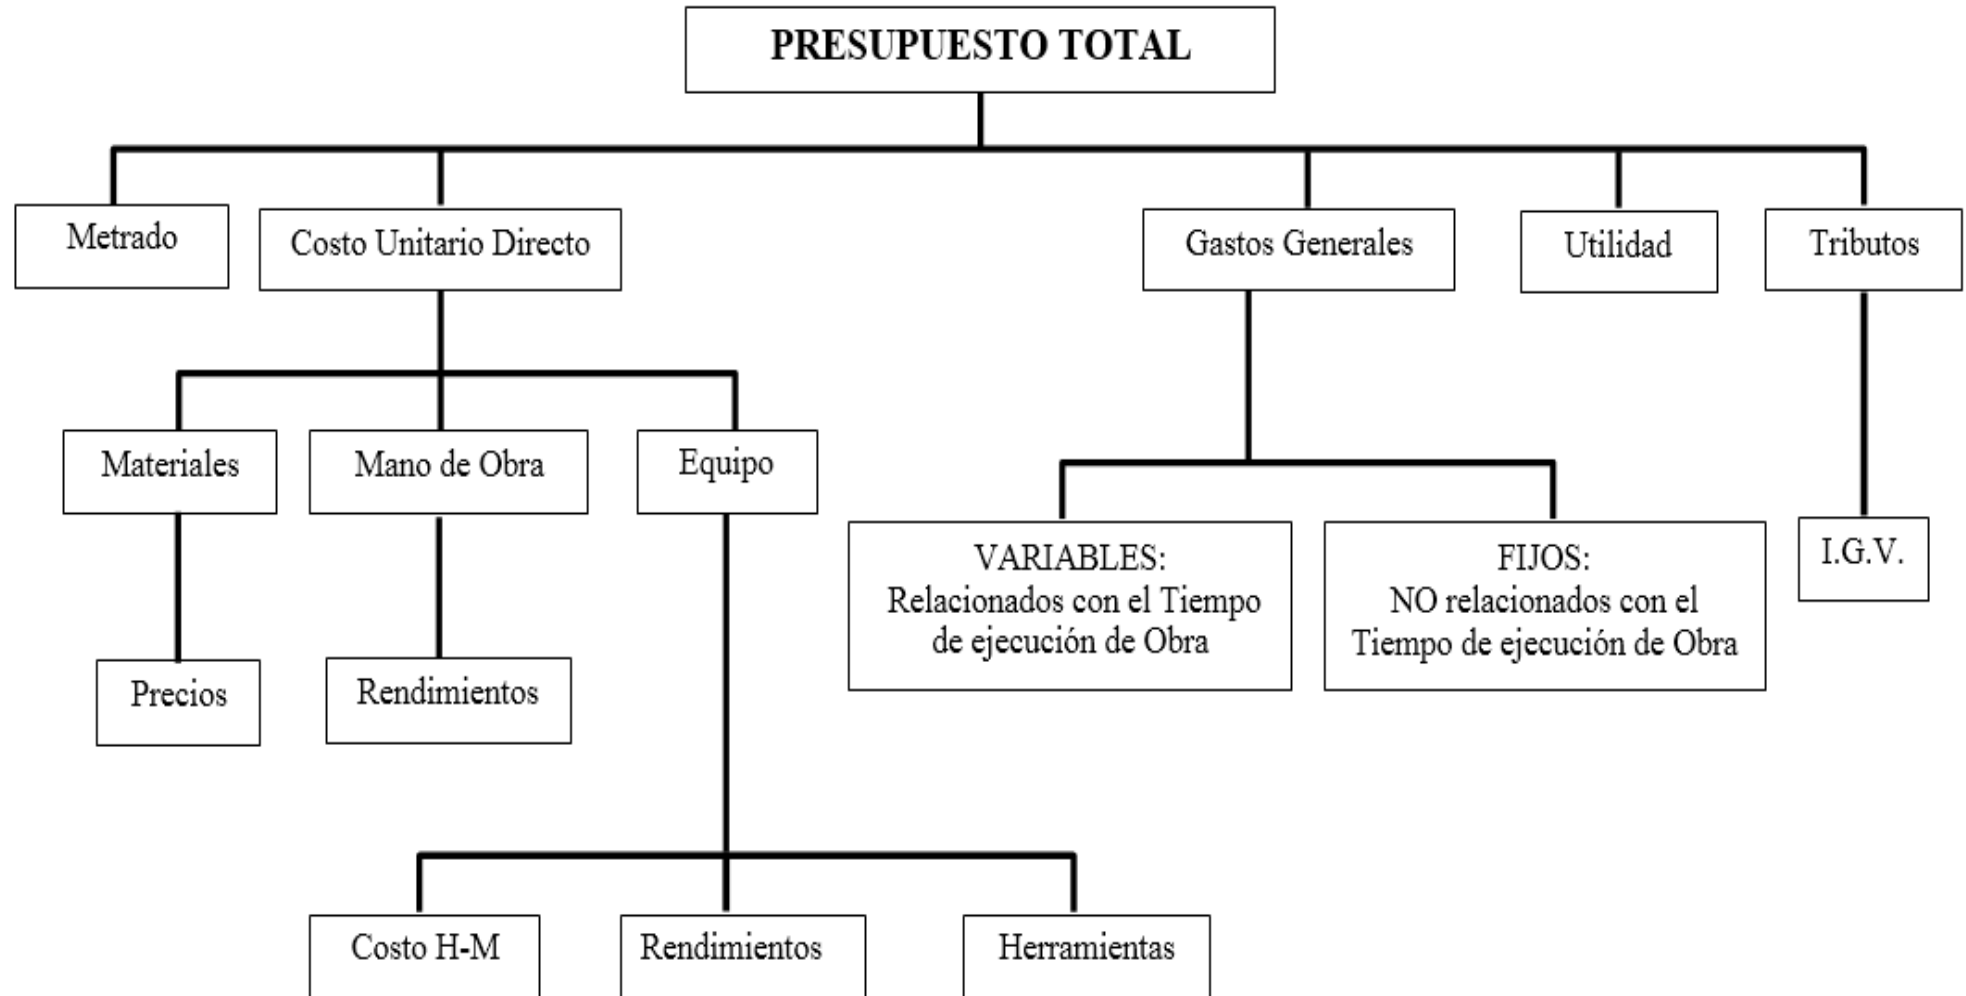 PRESUPUESTO TOTAL
Metrado
Costo Unitario Directo
Gastos Generales
Utilidad
Tributos
Materiales
Mano de Obra
Equipo
VARIABLES:
Relacionados con el Tiempo
de ejecución de Obra
FIJOS:
NO relacionados con el
Tiempo de ejecución de Obra
I.G.V.
Precios
Rendimientos
Costo H-M
Rendimientos
Herramientas